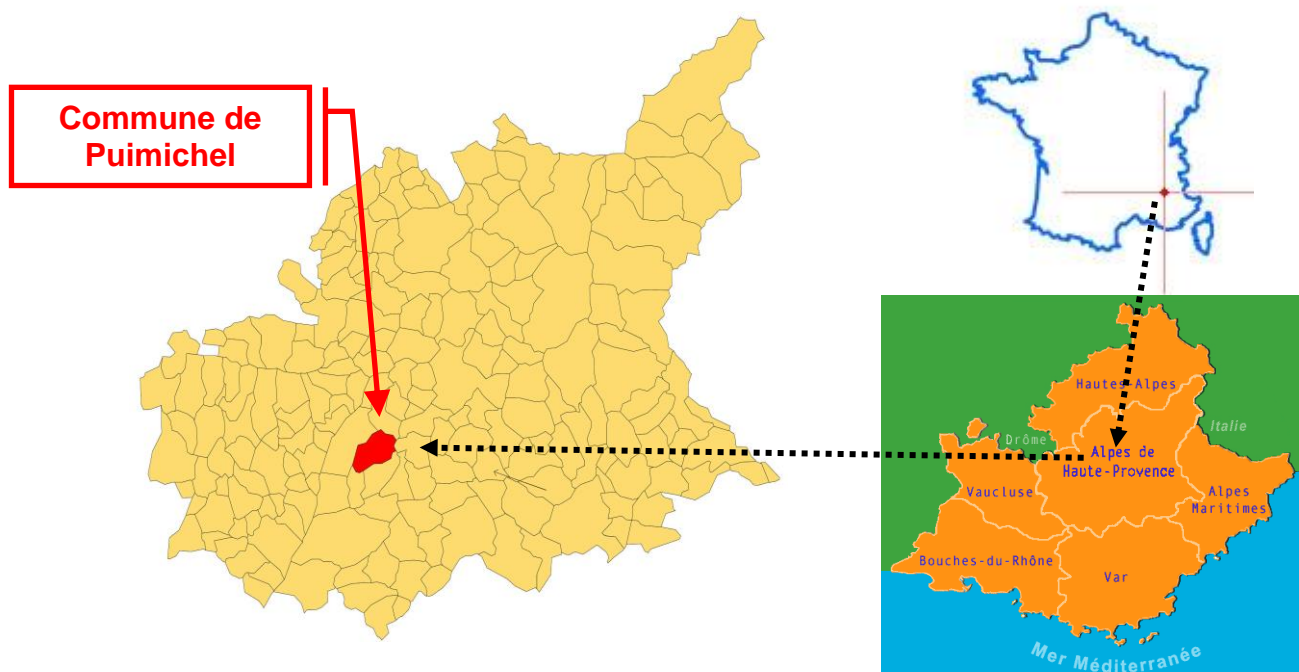 Commune de
Puimichel
Hautes-Alpes
Drôme
Italie
Alpes de
Haute-Provence
Vaucluse
Alpes
Maritimes
Bouches-du-Rhône
Var
Mer Méditerranée